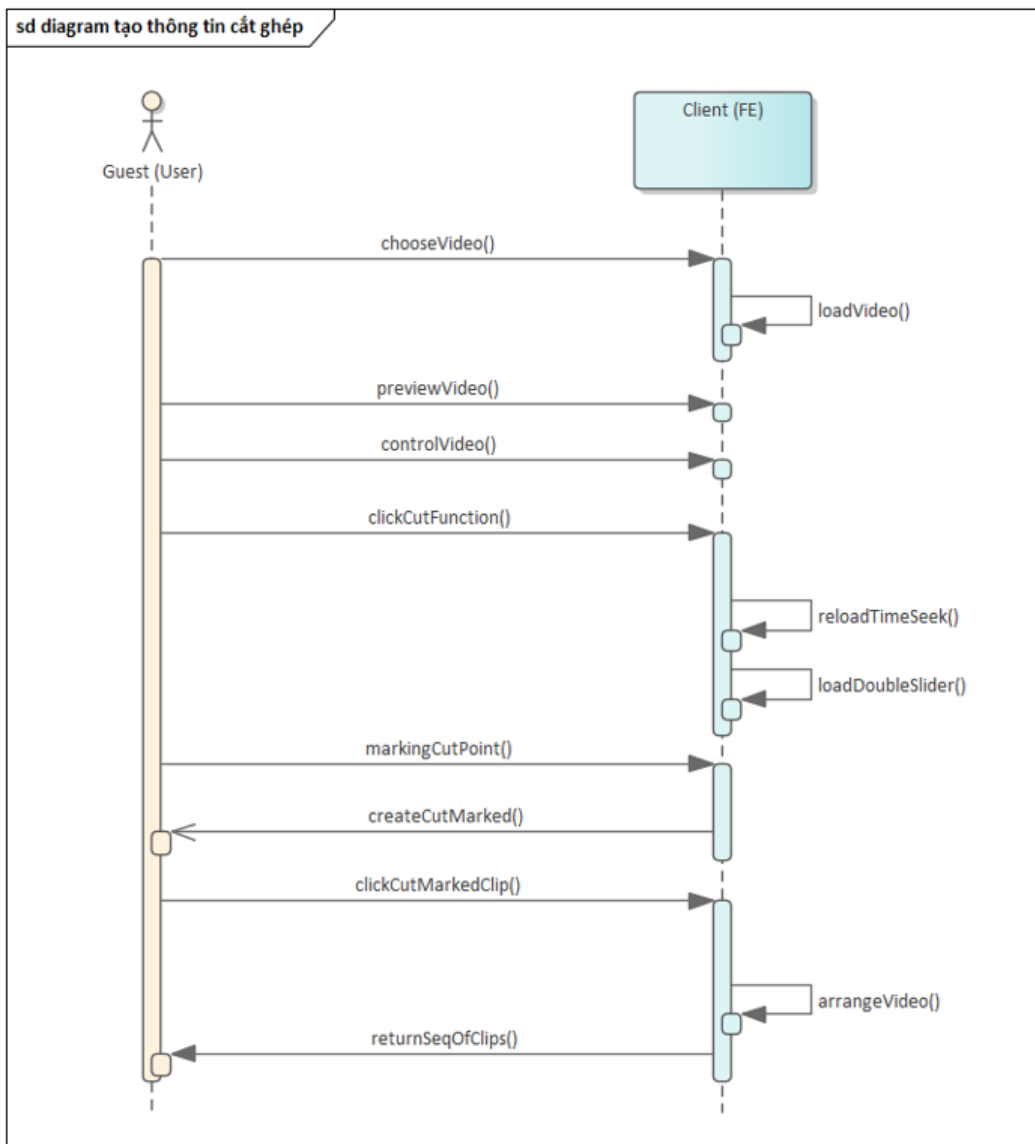 sd diagram tạo thông tin cắt ghép
Client (FE)
Guest (User)
chooseVideo()
loadVideo()
previewVideo()
controlVideo()
clickCutFunction()
reloadTimeSeek()
loadDoubleSlider()
markingCutPoint()
createCutMarked()
clickCutMarkedClip()
arrangeVideo()
returnSeqOfClips()